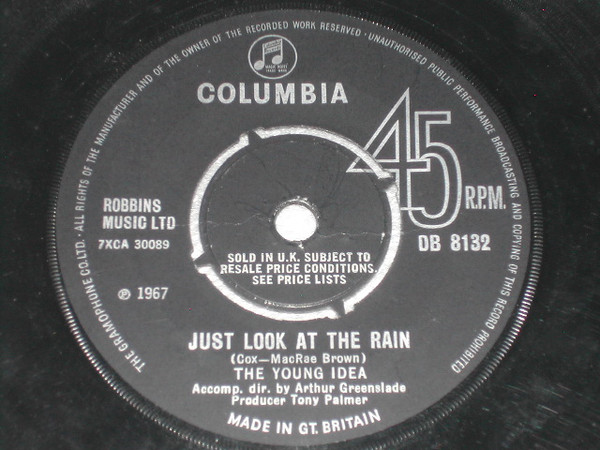 THE GRAMOPHONE CO. LTD. · ALL RIGHTS OF THE MANUFACTURER AND OF THE OWNER OF THE RECORDED WORK RESERVED · UNAUTHORISED PUBLIC PERFORMANCE BROADCASTING AND COPYING OF THIS RECORD PROHIBITED
COLUMBIA
45 R.P.M.
ROBBINS
MUSIC LTD
7XCA 30089
DB 8132
SOLD IN U.K. SUBJECT TO
RESALE PRICE CONDITIONS.
SEE PRICE LISTS
℗ 1967
JUST LOOK AT THE RAIN
(Cox—MacRae Brown)
THE YOUNG IDEA
Accomp. dir. by Arthur Greenslade
Producer Tony Palmer
MADE IN GT. BRITAIN